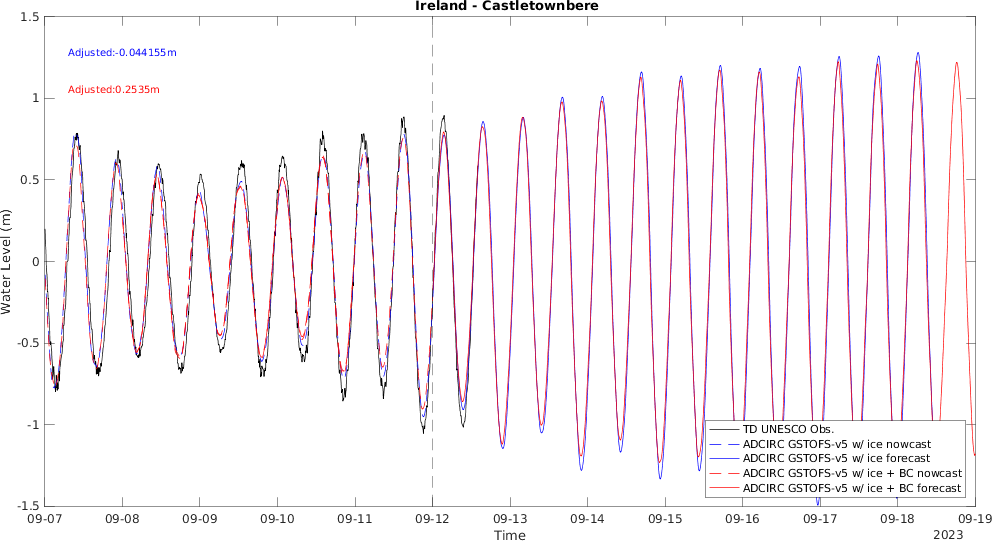 Ireland - Castletownbere
1.5
1
0.5
0
-0.5
-1
-1.5
Water Level (m)
Adjusted:-0.044155m
Adjusted:0.2535m
TD UNESCO Obs.
ADCIRC GSTOFS-v5 w/ ice nowcast
ADCIRC GSTOFS-v5 w/ ice forecast
ADCIRC GSTOFS-v5 w/ ice + BC nowcast
ADCIRC GSTOFS-v5 w/ ice + BC forecast
09-07 09-08 09-09 09-10 09-11 09-12 09-13 09-14 09-15 09-16 09-17 09-18 09-19
Time
2023